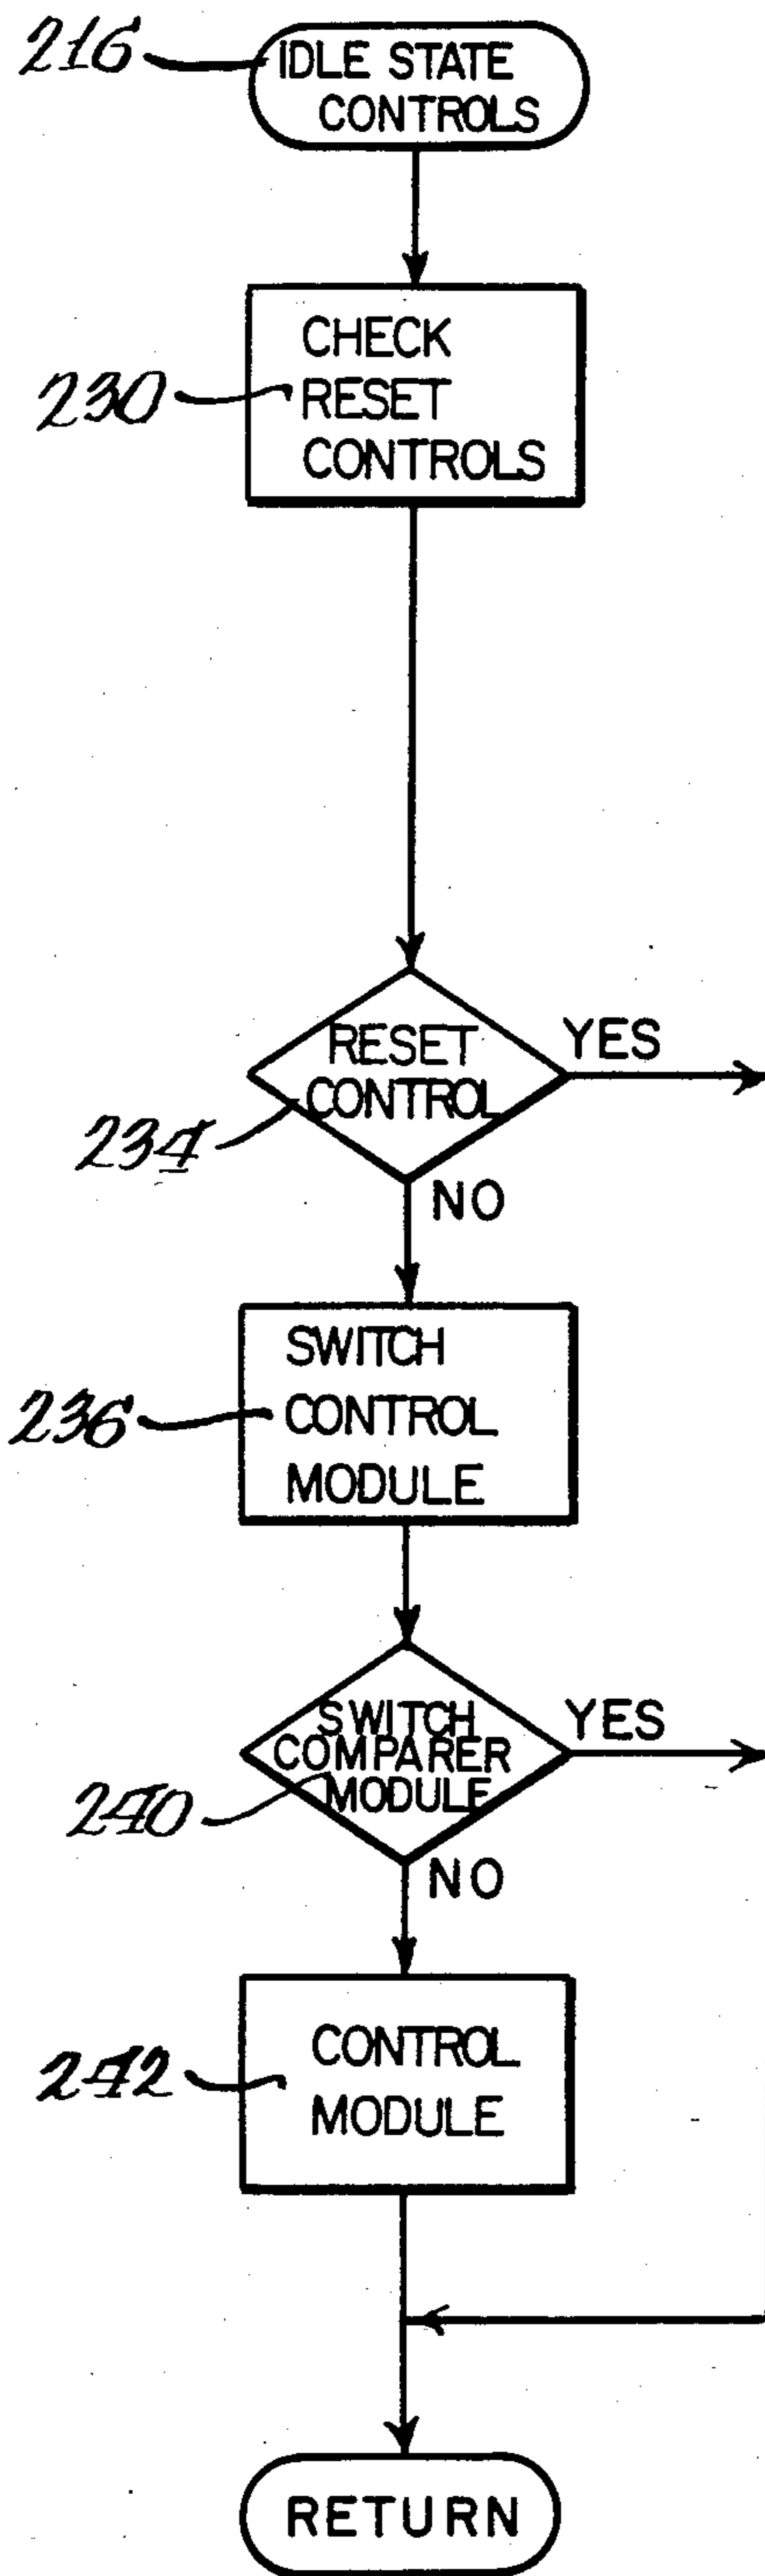 216
IDLE STATE
CONTROLS
CHECK
230
RESET
CONTROLS
RESET
CONTROL
YES
234
NO
SWITCH
236
CONTROL
MODULE
SWITCH
COMPARER
MODULE
YES
240
NO
CONTROL
MODULE
242
RETURN